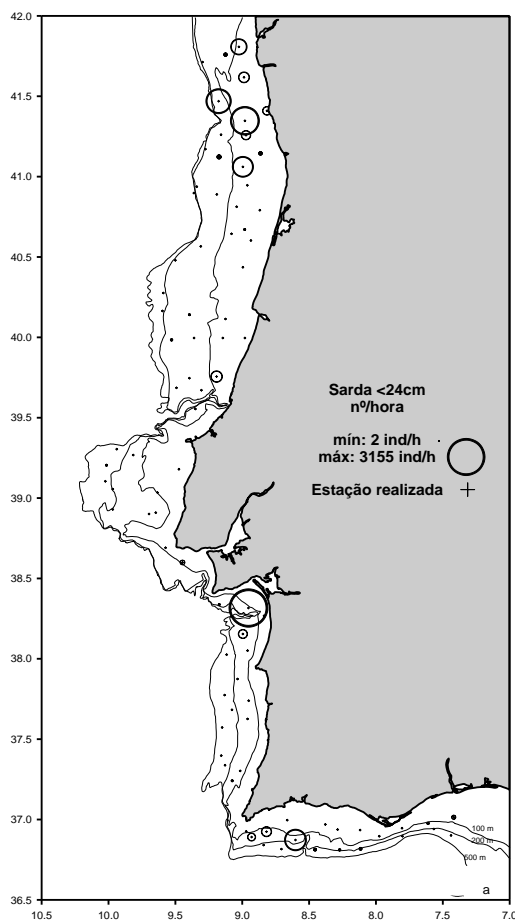 42.0
41.5
41.0
40.5
40.0
39.5
39.0
38.5
38.0
37.5
37.0
36.5
Sarda <24cm
nº/hora
mín: 2 ind/h
máx: 3155 ind/h
Estação realizada
100 m
200 m
500 m
a
10.5 10.0 9.5 9.0 8.5 8.0 7.5 7.0